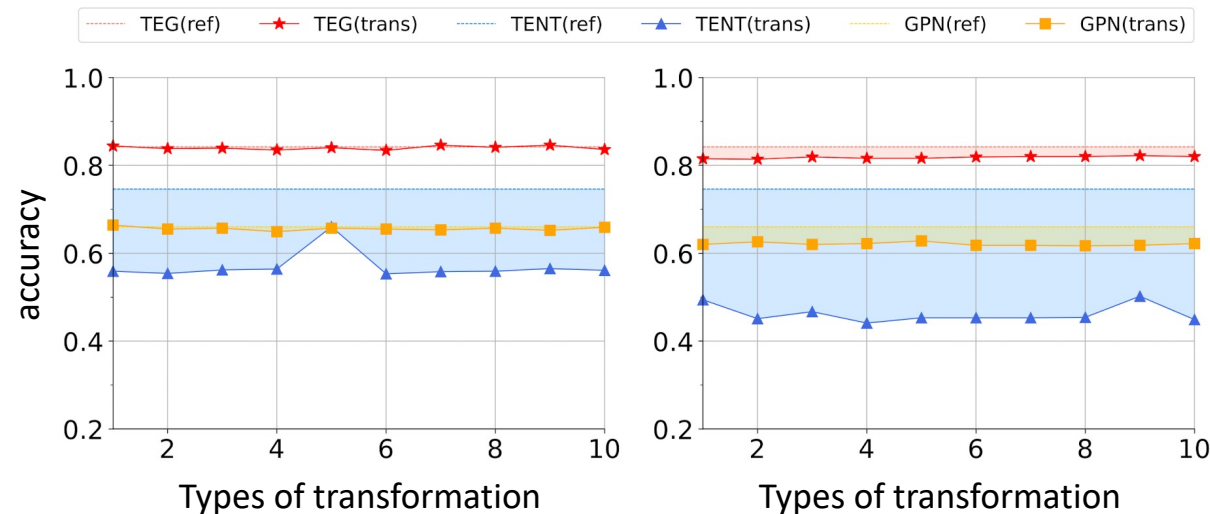 TEG(ref) TEG(trans) TENT(ref) TENT(trans) GPN(ref) GPN(trans)
accuracy
1.0
0.8
0.6
0.4
0.2
2 4 6 8 10
Types of transformation
1.0
0.8
0.6
0.4
0.2
2 4 6 8 10
Types of transformation